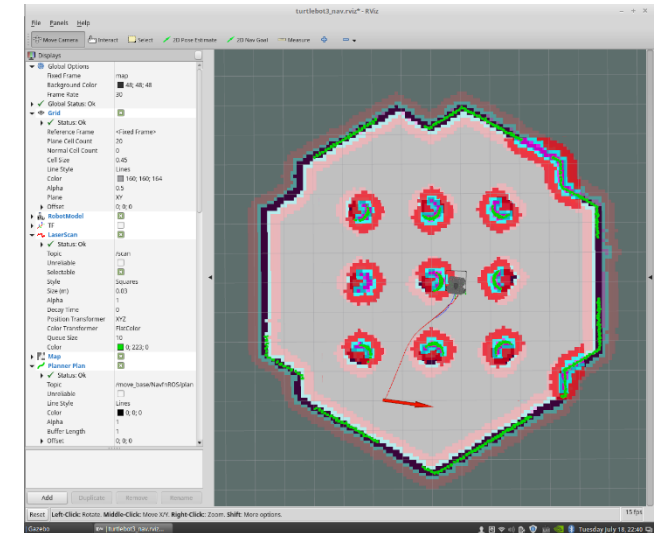 turtlebot3_nav.rviz* - RViz
File Panels Help
Move Camera Interact Select 2D Pose Estimate 2D Nav Goal Measure
Displays
Global Options
Fixed Frame map
Background Color 48; 48; 48
Frame Rate 30
Global Status: Ok
Grid
Status: Ok
Reference Frame <Fixed Frame>
Plane Cell Count 20
Normal Cell Count 0
Cell Size 0.45
Line Style Lines
Color 160; 160; 164
Alpha 0.5
Plane XY
Offset 0; 0; 0
RobotModel
TF
LaserScan
Status: Ok
Topic /scan
Unreliable
Selectable
Style Squares
Size (m) 0.03
Alpha 1
Decay Time 0
Position Transformer XYZ
Color Transformer FlatColor
Queue Size 10
Color 0; 223; 0
Map
Planner Plan
Status: Ok
Topic /move_base/NavfnROS/plan
Unreliable
Line Style Lines
Color 0; 0; 0
Alpha 1
Buffer Length 1
Offset 0; 0; 0
Add Duplicate Remove Rename
Reset Left-Click: Rotate. Middle-Click: Move X/Y. Right-Click: Zoom. Shift: More options. 15 fps
Gazebo turtlebot3_nav.rviz... Tuesday July 18, 22:40